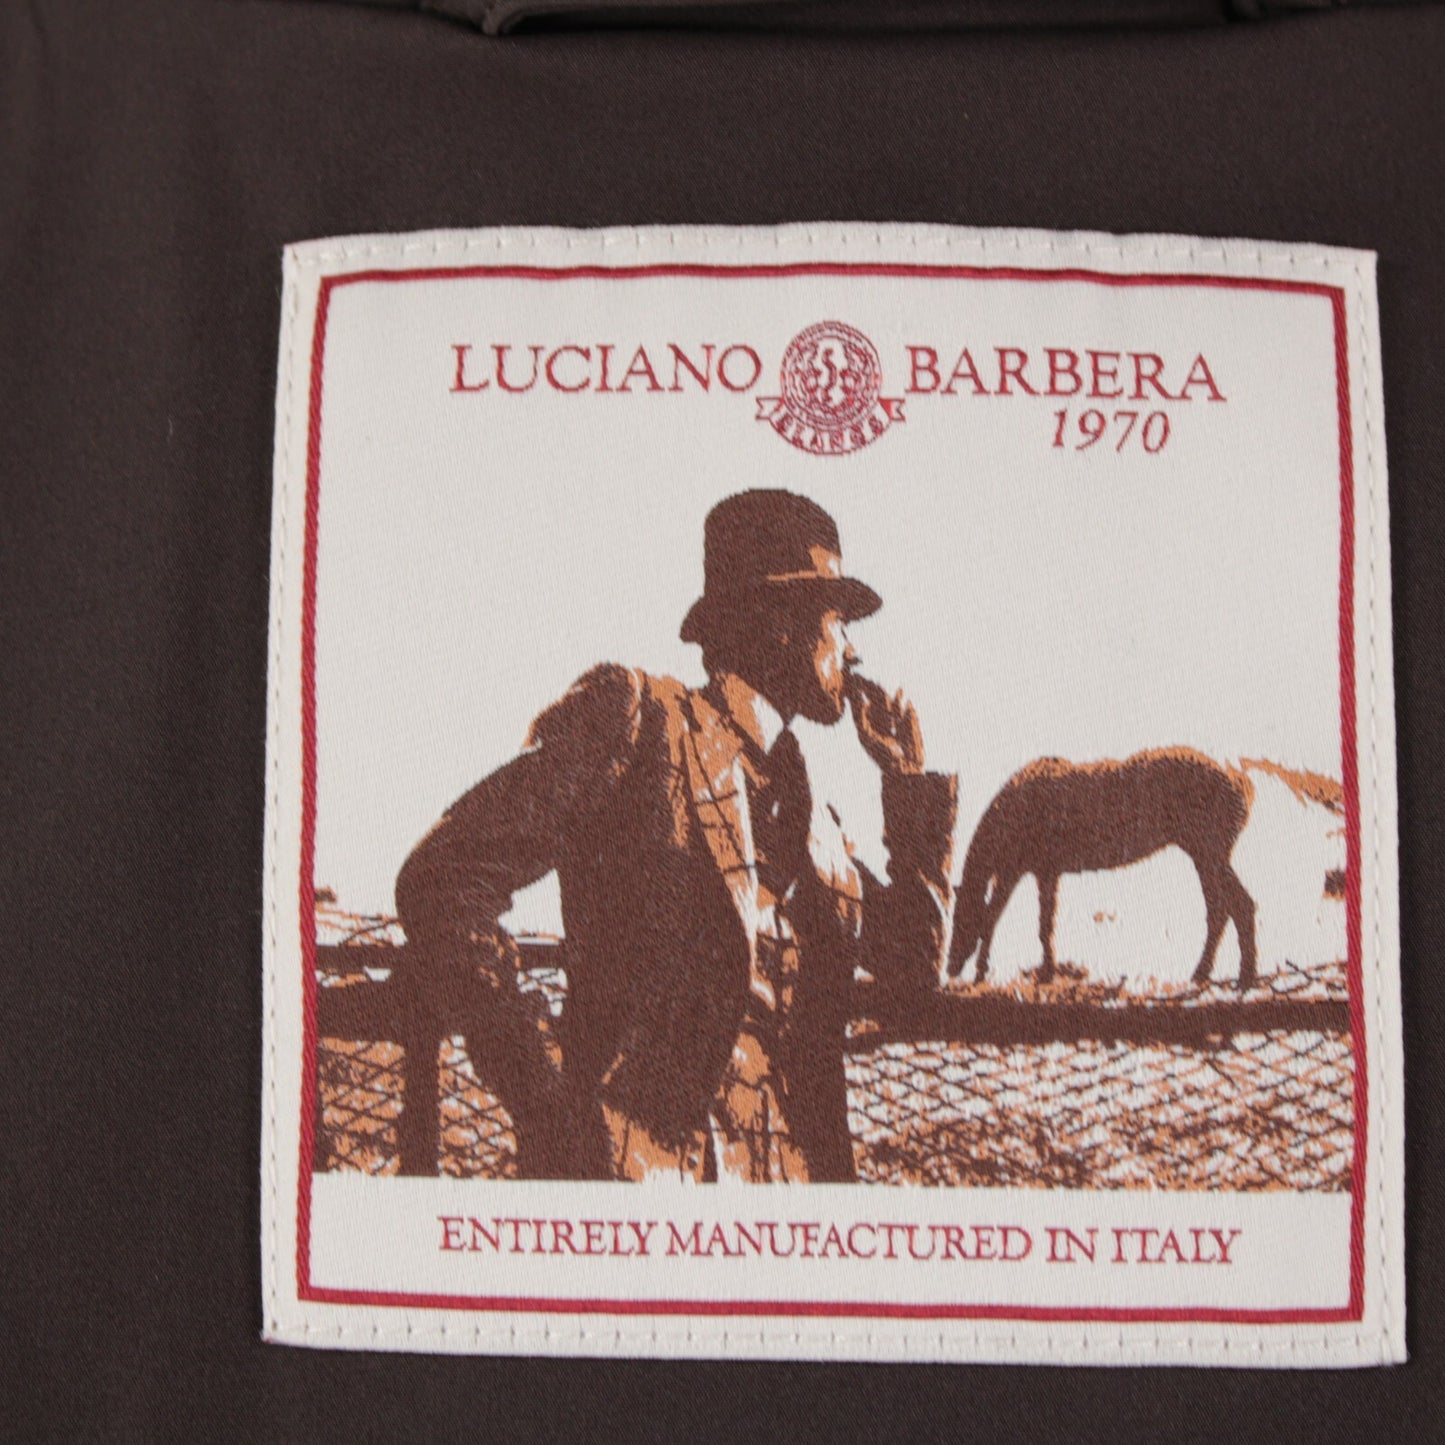 LUCIANO BARBERA
1970
ENTIRELY MANUFACTURED IN ITALY